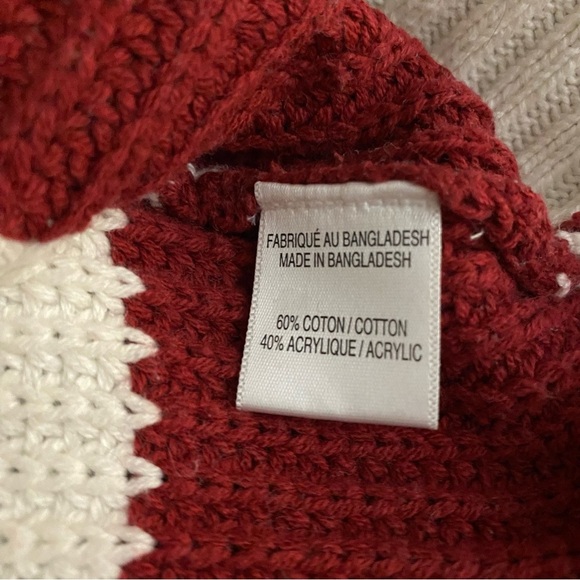 FABRIQUÉ AU BANGLADESH
MADE IN BANGLADESH
60% COTON / COTTON
40% ACRYLIQUE / ACRYLIC